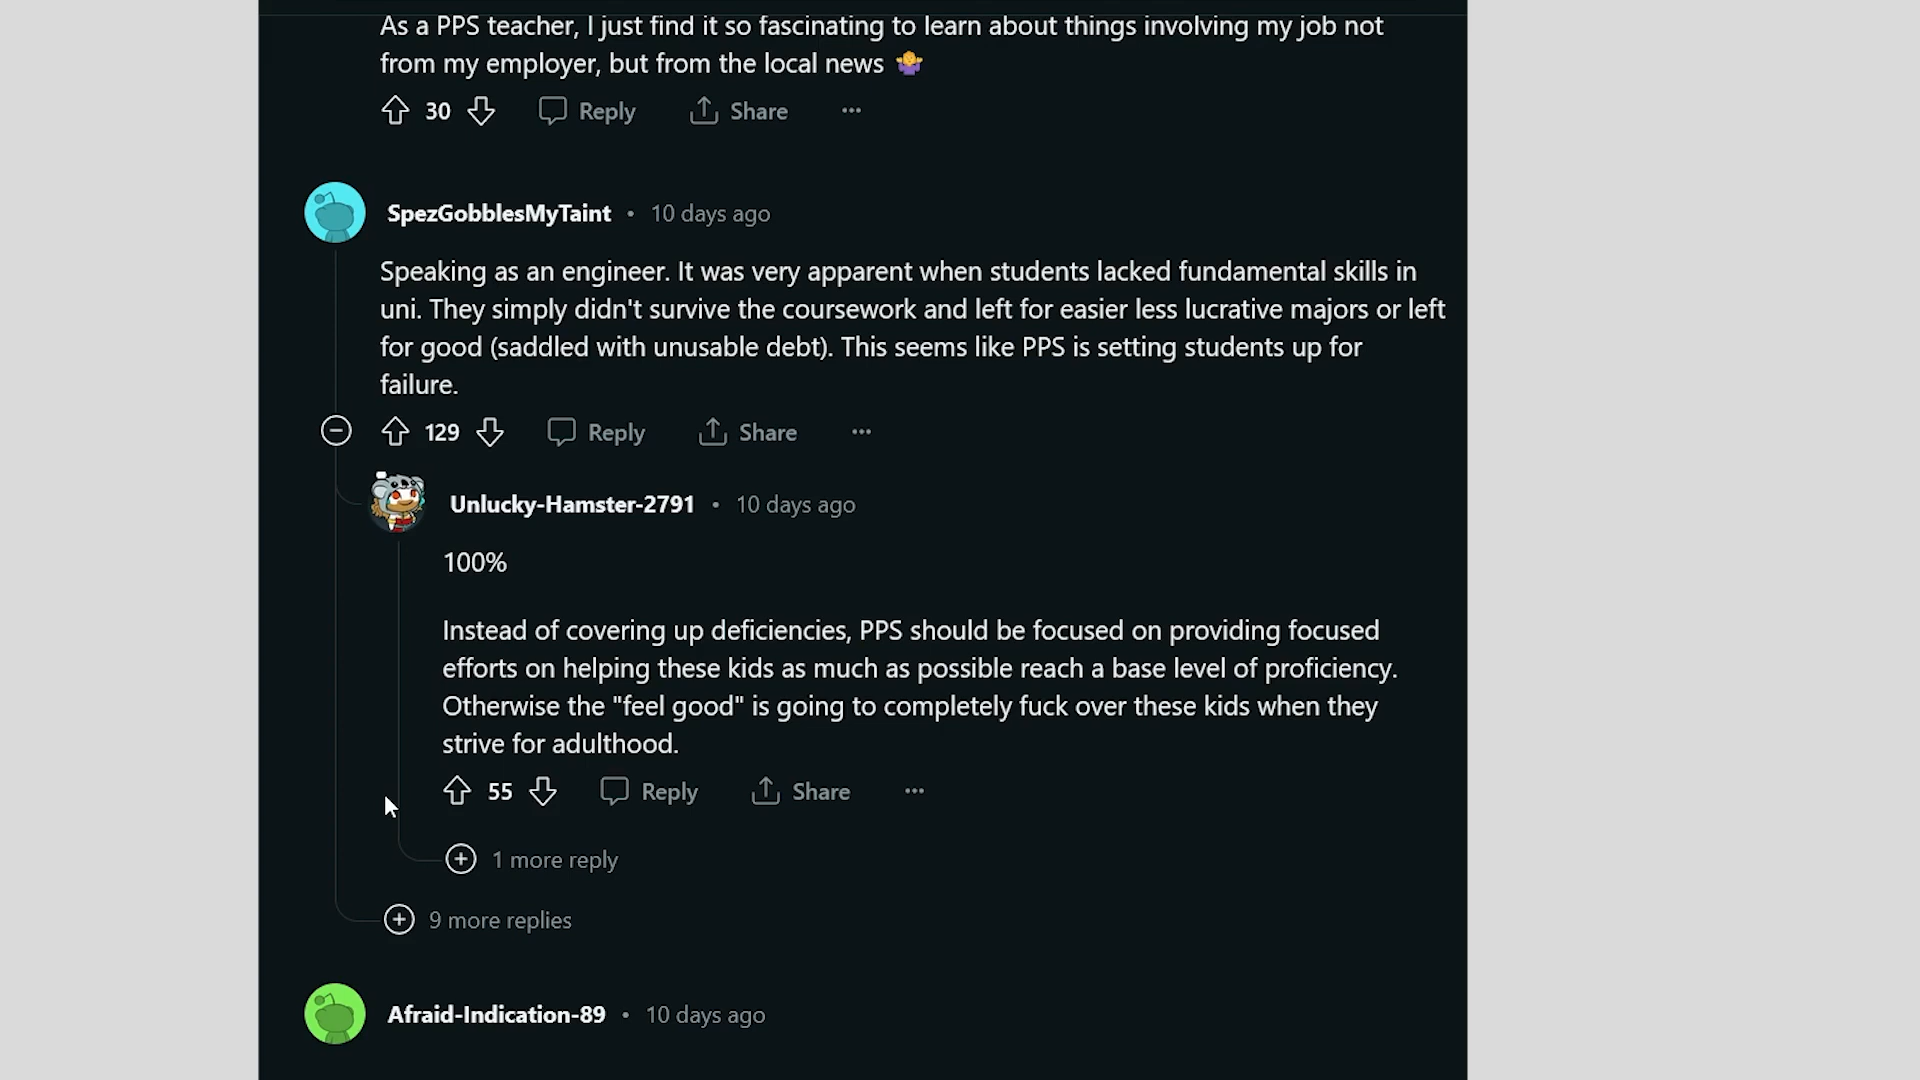 As a PPS teacher, I just find it so fascinating to learn about things involving my job not
from my employer, but from the local news 🤷
30 Reply Share ...
SpezGobblesMyTaint • 10 days ago
Speaking as an engineer. It was very apparent when students lacked fundamental skills in
uni. They simply didn't survive the coursework and left for easier less lucrative majors or left
for good (saddled with unusable debt). This seems like PPS is setting students up for
failure.
129 Reply Share ...
Unlucky-Hamster-2791 • 10 days ago
100%
Instead of covering up deficiencies, PPS should be focused on providing focused
efforts on helping these kids as much as possible reach a base level of proficiency.
Otherwise the "feel good" is going to completely fuck over these kids when they
strive for adulthood.
55 Reply Share ...
1 more reply
9 more replies
Afraid-Indication-89 • 10 days ago